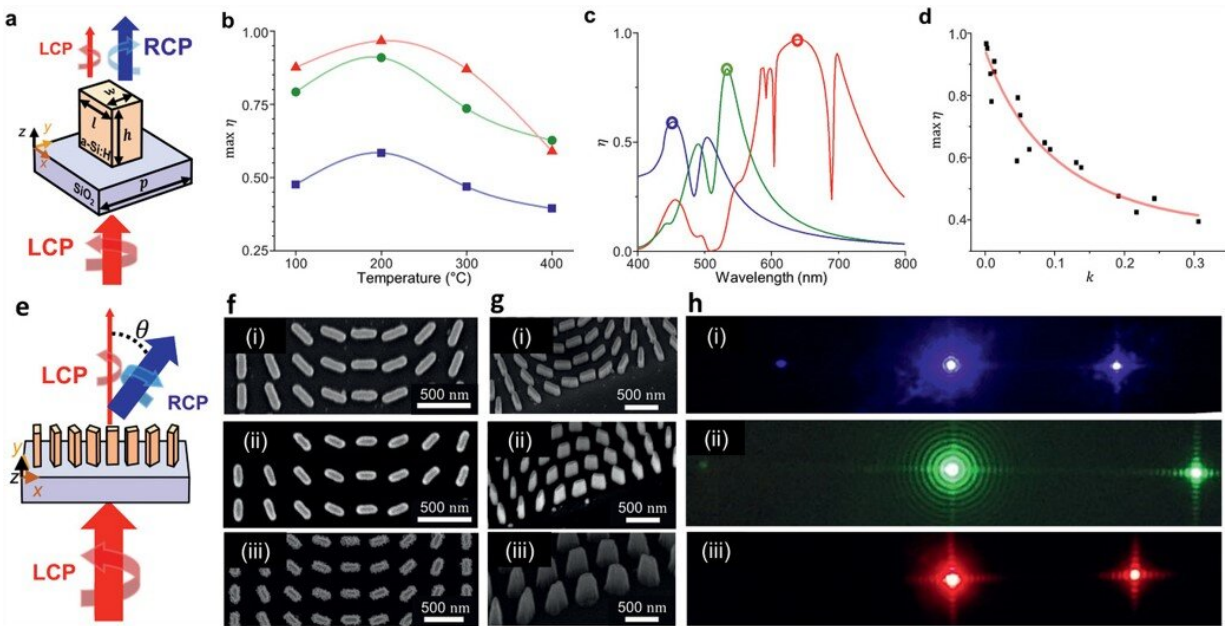 a
LCP
RCP
w
l
h
a-Si:H
z
y
x
SiO2
p
LCP
b
max η
1.00
0.75
0.50
0.25
100
200
300
400
Temperature (°C)
c
η
1.0
0.5
0.0
400
500
600
700
800
Wavelength (nm)
d
max η
0.8
0.6
0.4
0.0
0.1
0.2
0.3
k
e
θ
LCP
RCP
y
z
x
LCP
f
(i)
500 nm
(ii)
500 nm
(iii)
500 nm
g
(i)
500 nm
(ii)
500 nm
(iii)
500 nm
h
(i)
(ii)
(iii)